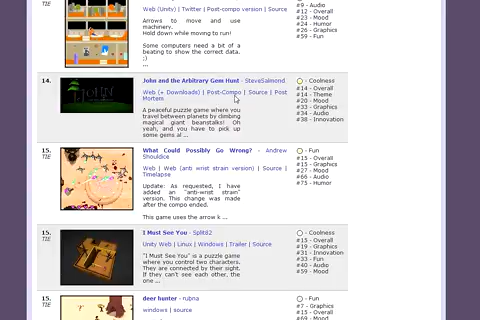 #9 - Audio
Web (Unity) | Twitter | Post-compo version | Source
#12 - Overall
#23 - Mood
Arrows to move and use
#24 - Humor
machinery.
#26 - Graphics
Hold down while moving to run!
#59 - Fun
Some computers need a bit of
beating to show the correct data.
;)
...
14.
John and the Arbitrary Gem Hunt - SteveSalmond
Coolness
Web (+ Downloads) | Post-Compo | Source | Post
Mortem
#14 - Overall
#14 - Theme
#20 - Mood
A peaceful puzzle game where you
travel between planets by climbing
magical giant beanstalks! Oh
yeah, and you have to pick up
some gems al ...
#33 - Graphics
#34 - Audio
#38 - Innovation
15.
TIE
What Could Possibly Go Wrong? - Andrew
Shouldice
Fun
#15 - Overall
#15 - Graphics
Web | Web (anti wrist strain version) | Source |
Timelapse
#27 - Mood
#66 - Audio
#75 - Humor
Update: As requested, I have
added an "anti-wrist strain"
version. This change was made
after the compo ended.
This game uses the arrow k ...
15.
TIE
I Must See You - Split82
Coolness
Unity Web | Linux | Windows | Trailer | Source
#15 - Overall
#19 - Graphics
#31 - Innovation
"I Must See You" is a puzzle game
where you control two characters.
They are connected by their sight.
If they can't see each other, the
one ...
#33 - Fun
#40 - Audio
#59 - Mood
15.
TIE
deer hunter - rubna
Fun
windows | source
#7 - Graphics
#15 - Overall
#69 - Mood